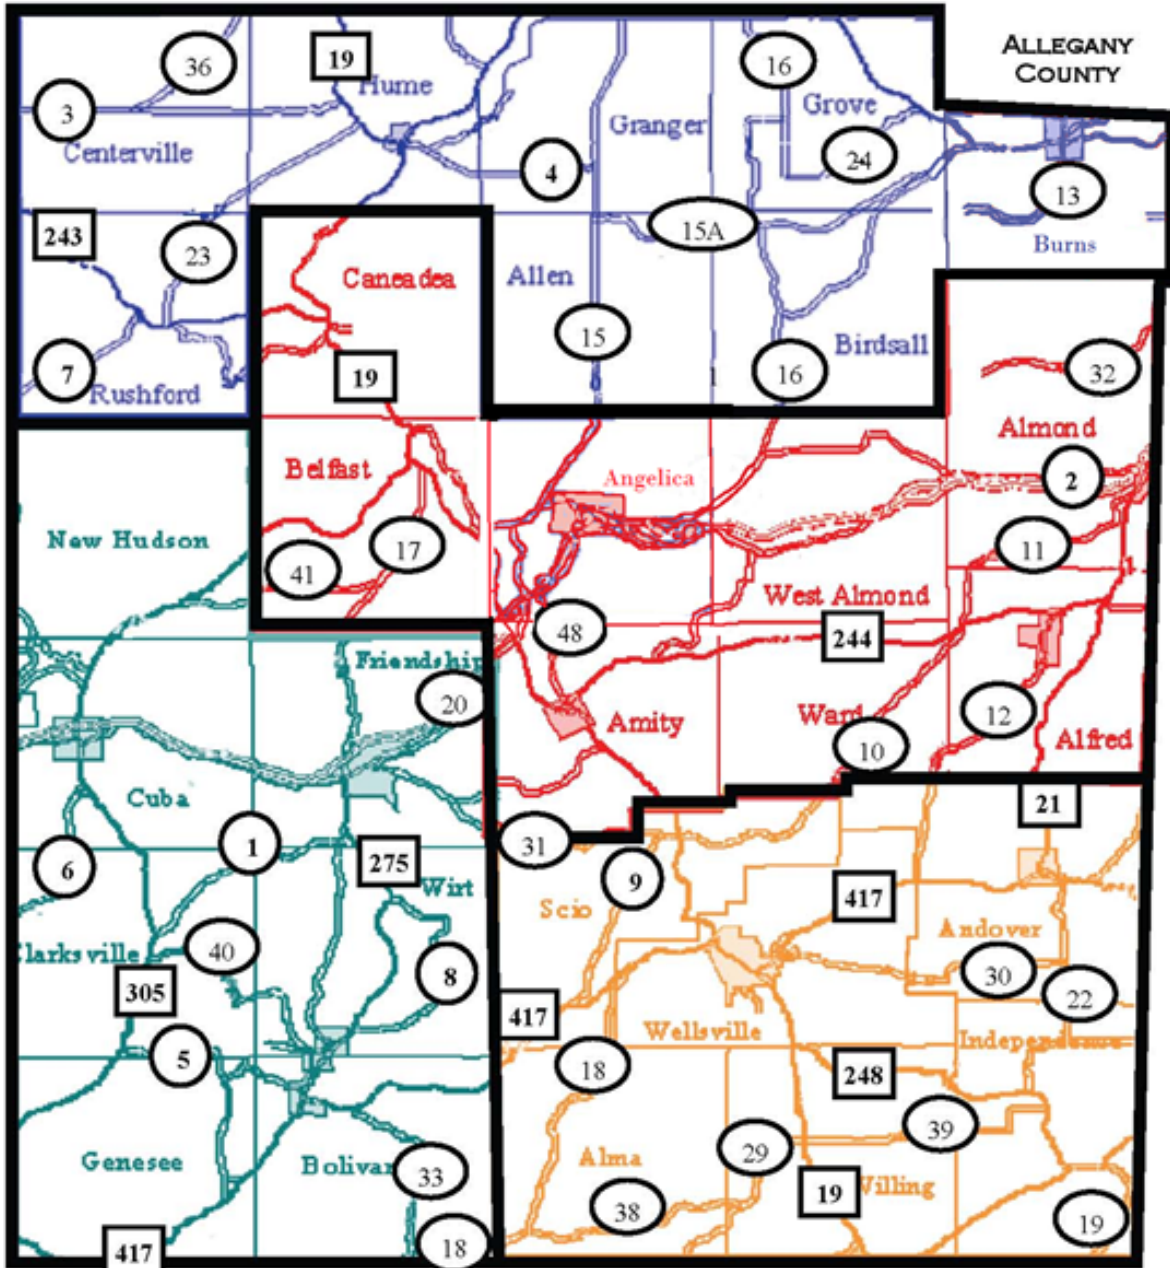 ALLEGANY
COUNTY
36
19
16
Hume
Grove
3
Granger
Centerville
4
24
13
243
23
15A
Burns
Caneadea
Allen
15
Birdsall
7
19
16
32
Rushford
Almond
Belfast
Angelica
2
New Hudson
17
11
41
West Almond
48
244
Friendship
20
Amity
Ward
12
10
Alfred
Cuba
21
1
31
6
275
9
Wirt
417
Scio
Andover
Clarksville
40
8
30
305
22
417
Wellsville
Independence
5
18
248
39
29
Genesee
Bolivar
33
Alma
38
19
Willing
19
417
18